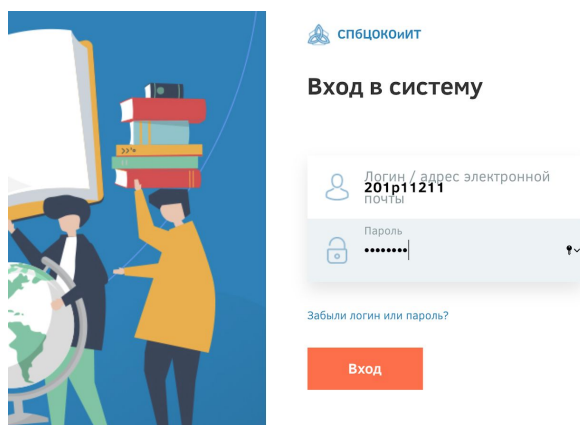 СПбЦОКОиИТ
Вход в систему
Логин / адрес электронной
201p11211
почты
Пароль
••••••••
Забыли логин или пароль?
Вход